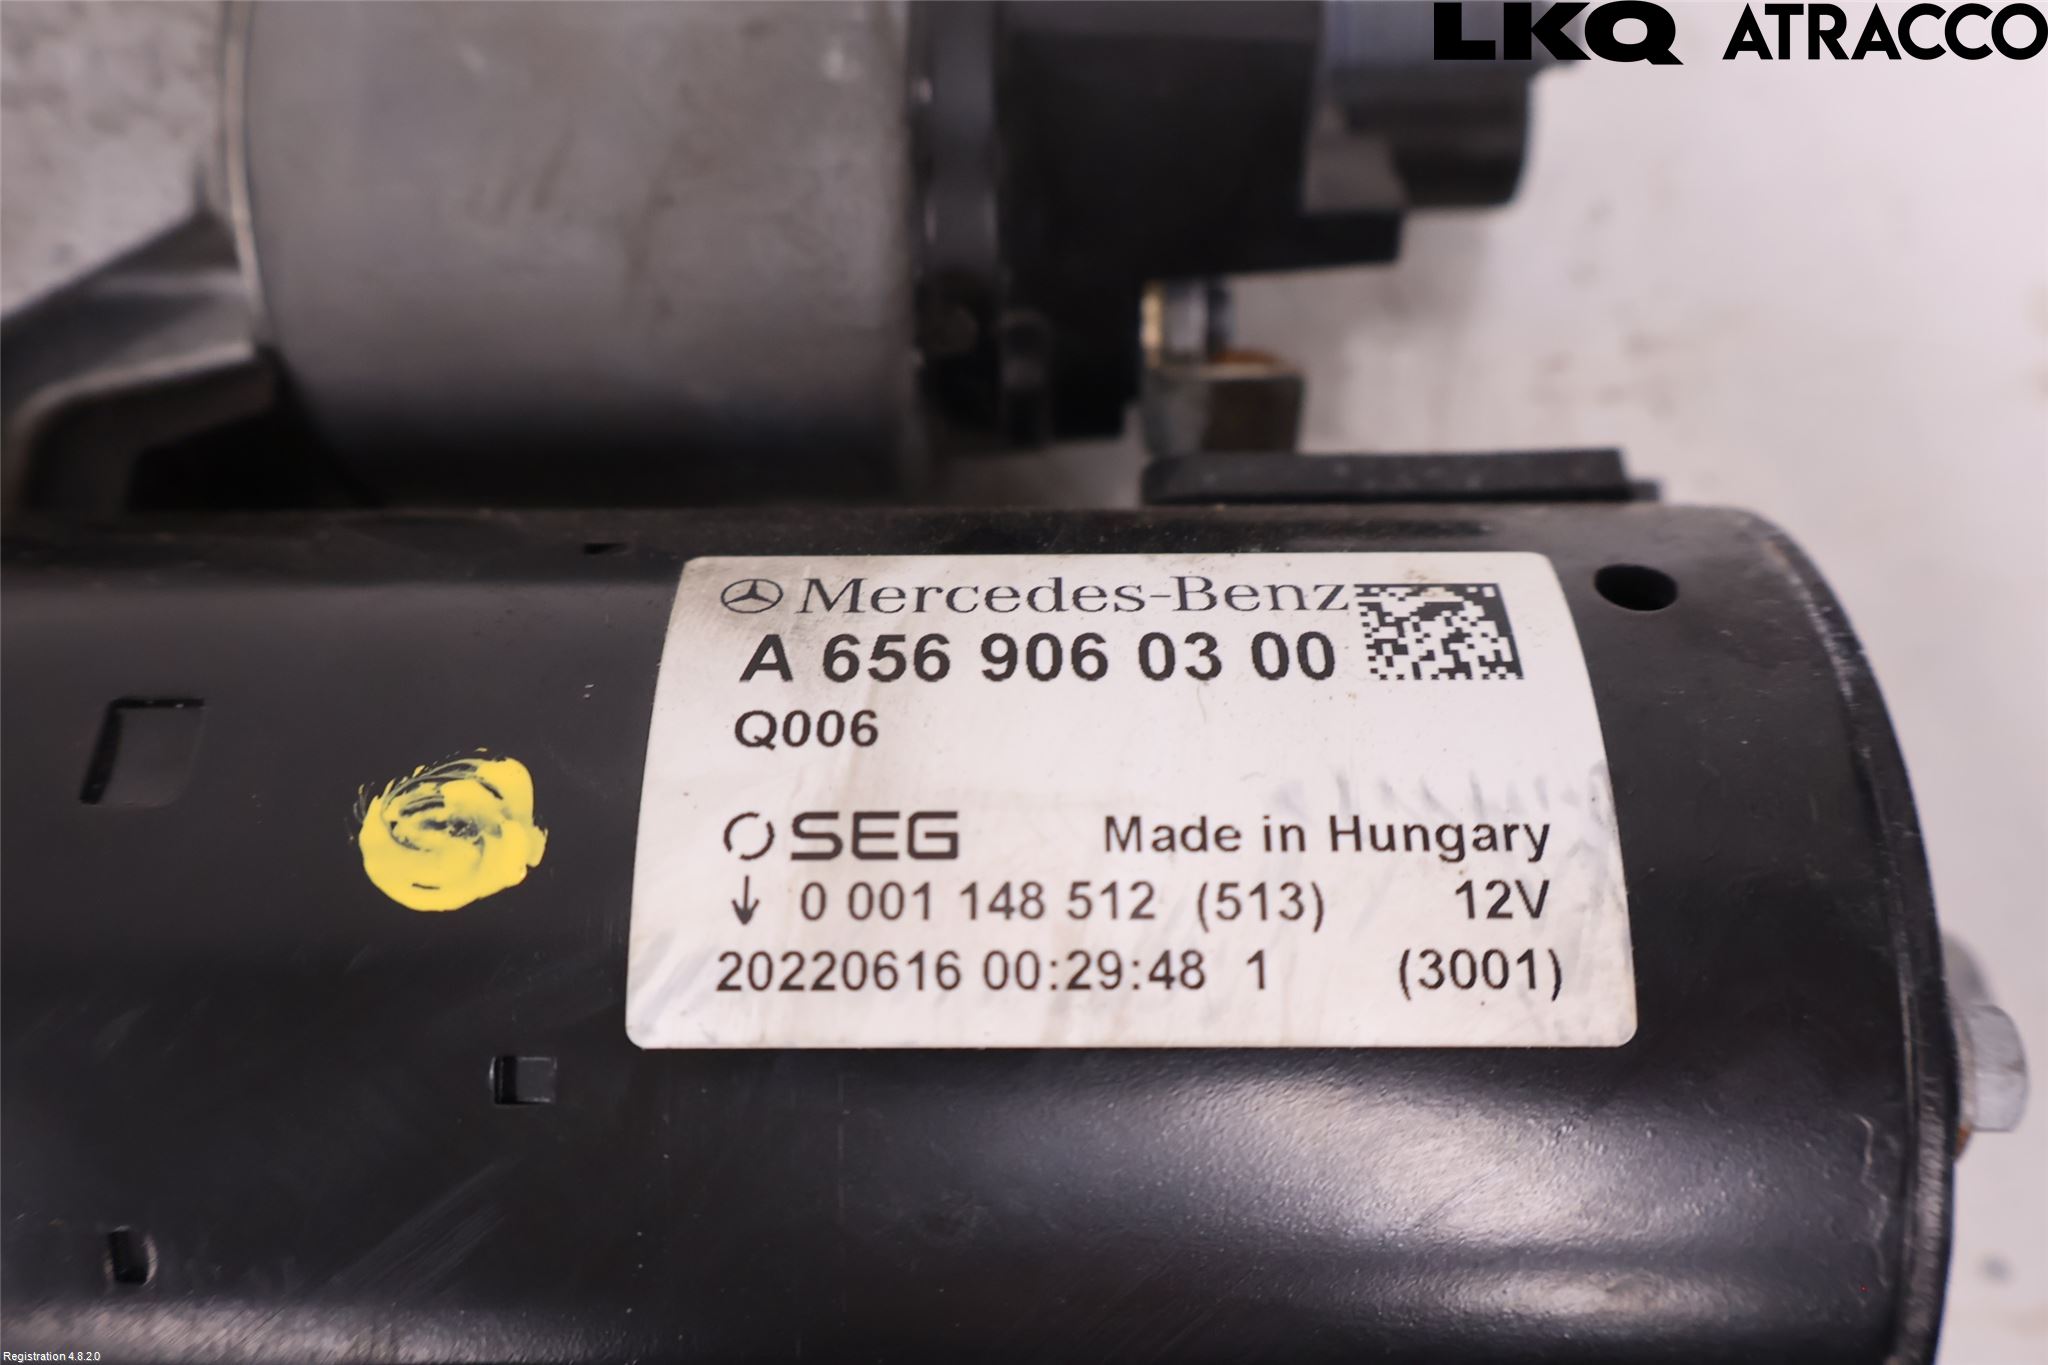 LKQ ATRACCO
Mercedes-Benz
A 656 906 03 00
Q006
SEG Made in Hungary
↓ 0 001 148 512 (513) 12V
20220616 00:29:48 1 (3001)
Registration 4.8.2.0